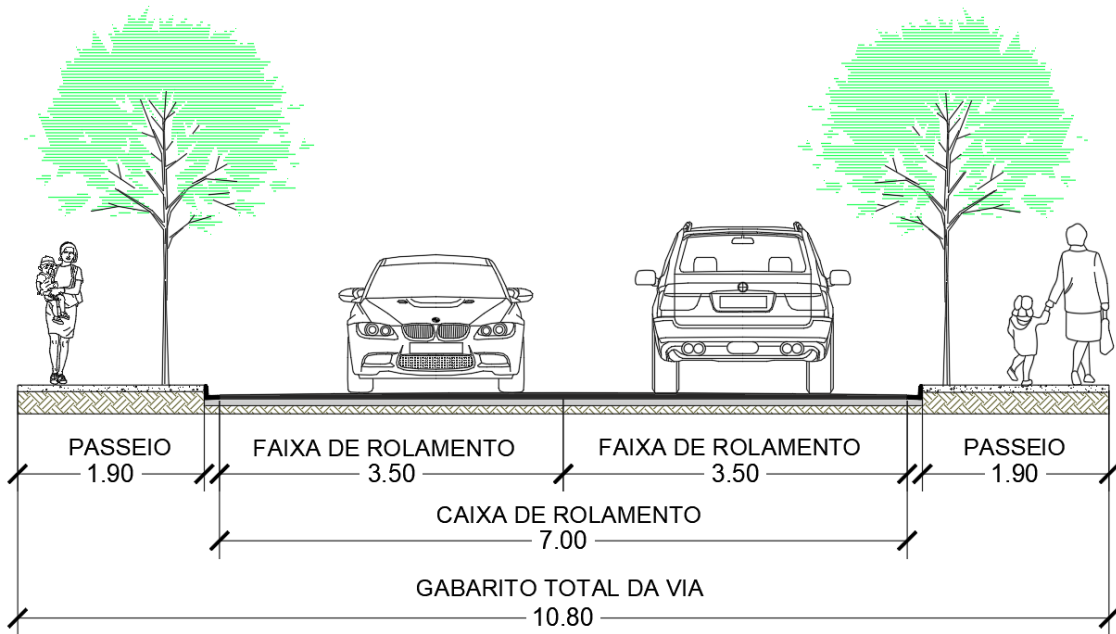 PASSEIO
1.90
FAIXA DE ROLAMENTO
3.50
FAIXA DE ROLAMENTO
3.50
PASSEIO
1.90
CAIXA DE ROLAMENTO
7.00
GABARITO TOTAL DA VIA
10.80